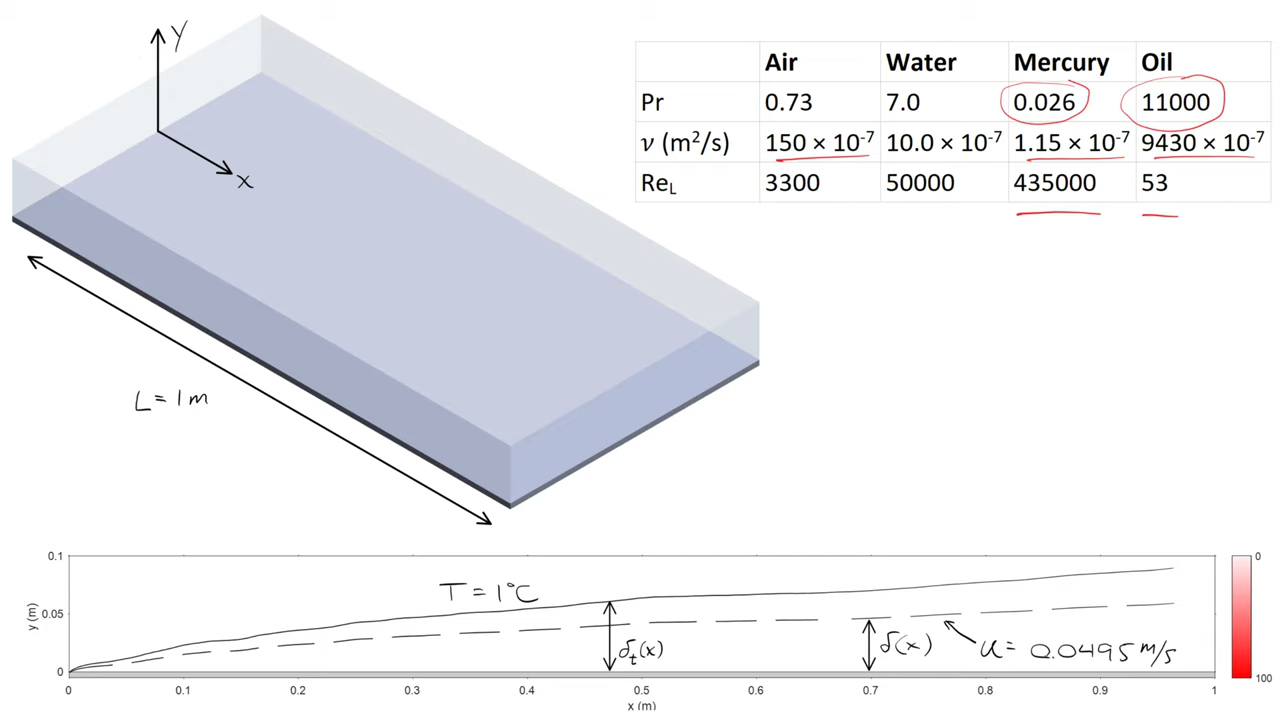 Y
x
L = 1 m
Air Water Mercury Oil
Pr 0.73 7.0 0.026 11000
ν (m²/s) 150 × 10⁻⁷ 10.0 × 10⁻⁷ 1.15 × 10⁻⁷ 9430 × 10⁻⁷
Re_L 3300 50000 435000 53
0.1
0.05
0
y (m)
T = 1°C
δ_t(x)
δ(x)
u = 0.0495 m/s
0 0.1 0.2 0.3 0.4 0.5 0.6 0.7 0.8 0.9 1
x (m)
0
100